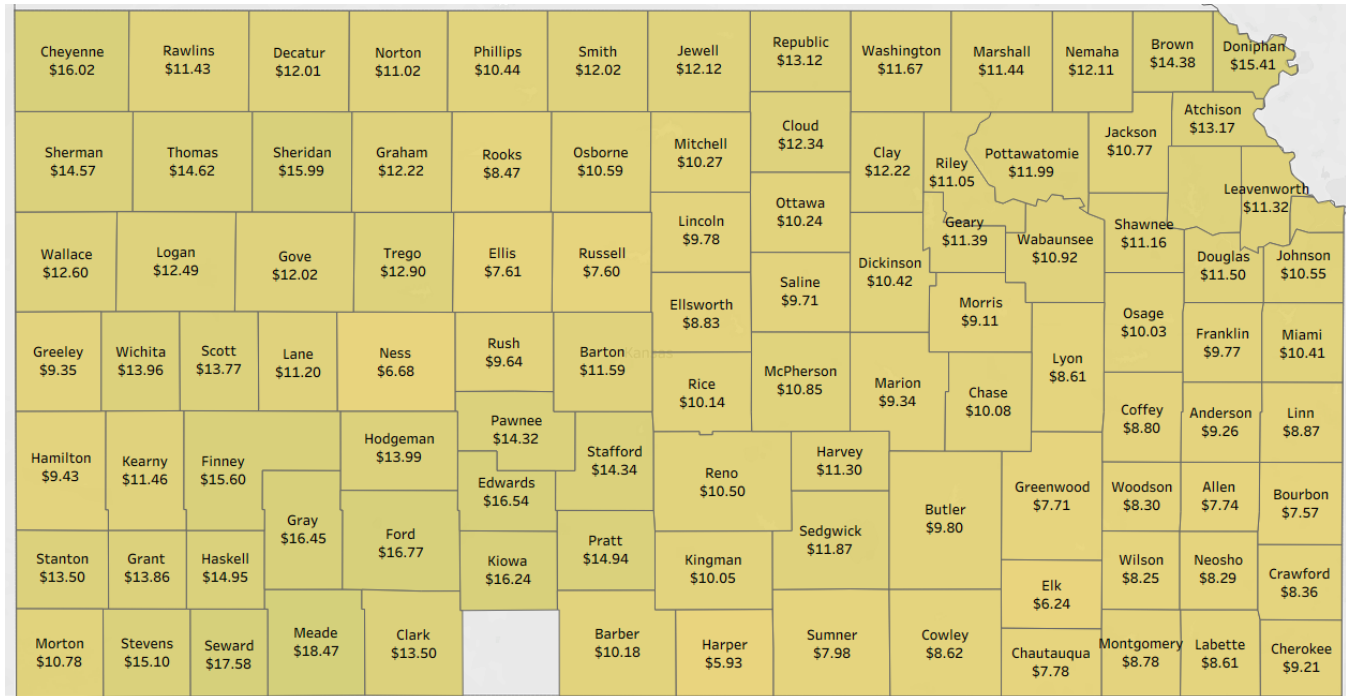 Cheyenne
$16.02
Rawlins
$11.43
Decatur
$12.01
Norton
$11.02
Phillips
$10.44
Smith
$12.02
Jewell
$12.12
Republic
$13.12
Washington
$11.67
Marshall
$11.44
Nemaha
$12.11
Brown
$14.38
Doniphan
$15.41
Atchison
$13.17
Sherman
$14.57
Thomas
$14.62
Sheridan
$15.99
Graham
$12.22
Rooks
$8.47
Osborne
$10.59
Mitchell
$10.27
Cloud
$12.34
Clay
$12.22
Riley
$11.05
Pottawatomie
$11.99
Jackson
$10.77
Leavenworth
$11.32
Wallace
$12.60
Logan
$12.49
Gove
$12.02
Trego
$12.90
Ellis
$7.61
Russell
$7.60
Lincoln
$9.78
Ottawa
$10.24
Dickinson
$10.42
Geary
$11.39
Wabaunsee
$10.92
Shawnee
$11.16
Douglas
$11.50
Johnson
$10.55
Ellsworth
$8.83
Saline
$9.71
Morris
$9.11
Osage
$10.03
Greeley
$9.35
Wichita
$13.96
Scott
$13.77
Lane
$11.20
Ness
$6.68
Rush
$9.64
Barton
$11.59
Kansas
Rice
$10.14
McPherson
$10.85
Marion
$9.34
Chase
$10.08
Lyon
$8.61
Franklin
$9.77
Miami
$10.41
Hamilton
$9.43
Kearny
$11.46
Finney
$15.60
Hodgeman
$13.99
Pawnee
$14.32
Stafford
$14.34
Edwards
$16.54
Reno
$10.50
Harvey
$11.30
Butler
$9.80
Greenwood
$7.71
Coffey
$8.80
Anderson
$9.26
Linn
$8.87
Woodson
$8.30
Allen
$7.74
Bourbon
$7.57
Gray
$16.45
Ford
$16.77
Kiowa
$16.24
Pratt
$14.94
Kingman
$10.05
Sedgwick
$11.87
Stanton
$13.50
Grant
$13.86
Haskell
$14.95
Elk
$6.24
Wilson
$8.25
Neosho
$8.29
Crawford
$8.36
Morton
$10.78
Stevens
$15.10
Seward
$17.58
Meade
$18.47
Clark
$13.50
Barber
$10.18
Harper
$5.93
Sumner
$7.98
Cowley
$8.62
Chautauqua
$7.78
Montgomery
$8.78
Labette
$8.61
Cherokee
$9.21